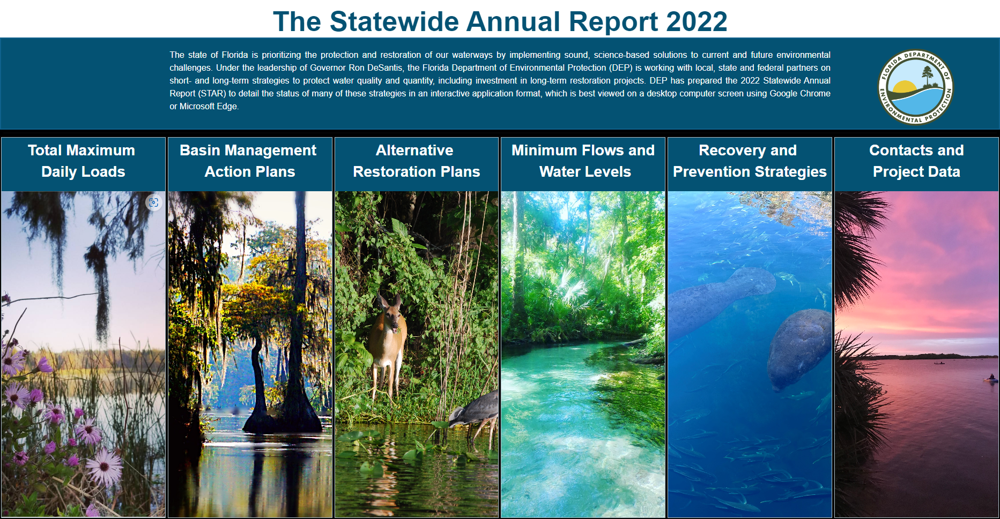 The Statewide Annual Report 2022
The state of Florida is prioritizing the protection and restoration of our waterways by implementing sound, science-based solutions to current and future environmental
challenges. Under the leadership of Governor Ron DeSantis, the Florida Department of Environmental Protection (DEP) is working with local, state and federal partners on
short- and long-term strategies to protect water quality and quantity, including investment in long-term restoration projects. DEP has prepared the 2022 Statewide Annual
Report (STAR) to detail the status of many of these strategies in an interactive application format, which is best viewed on a desktop computer screen using Google Chrome
or Microsoft Edge.
FLORIDA DEPARTMENT OF
ENVIRONMENTAL PROTECTION
Total Maximum
Daily Loads
Basin Management
Action Plans
Alternative
Restoration Plans
Minimum Flows and
Water Levels
Recovery and
Prevention Strategies
Contacts and
Project Data